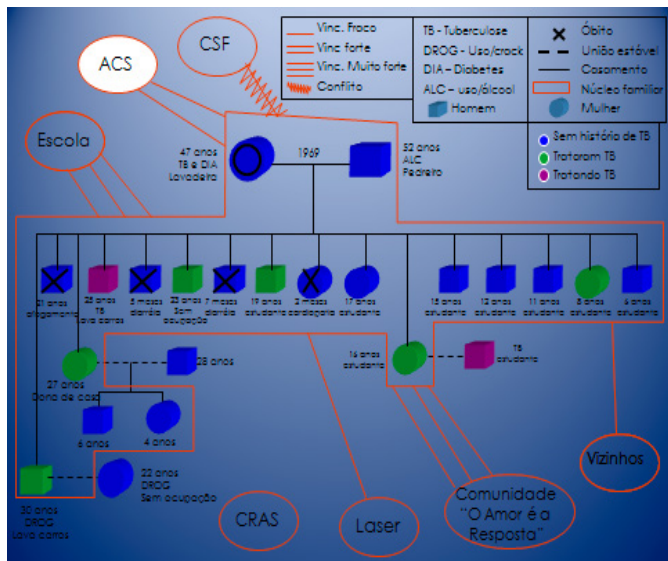 CSF
ACS
Escola
Vinc. Fraco
Vinc forte
Vinc. Muito forte
Conflito
TB - Tuberculose
DROG - Uso/crack
DIA – Diabetes
ALC – uso/álcool
Homem
Óbito
União estável
Casamento
Núcleo familiar
Mulher
Sem história de TB
Trataram TB
Tratando TB
47 anos
TB e DIA
Lavadeira
1969
52 anos
ALC
Pedreiro
21 anos
afogamento
25 anos
TB
Lava carros
5 meses
diarréia
23 anos
Sem
ocupação
7 meses
diarréia
19 anos
estudante
2 meses
cardiopatia
17 anos
estudante
15 anos
estudante
12 anos
estudante
11 anos
estudante
8 anos
estudante
6 anos
estudante
27 anos
Dona de casa
28 anos
16 anos
estudante
TB
estudante
6 anos
4 anos
22 anos
DROG
Sem ocupação
30 anos
DROG
Lava carros
CRAS
Laser
Comunidade
"O Amor é a
Resposta"
Vizinhos